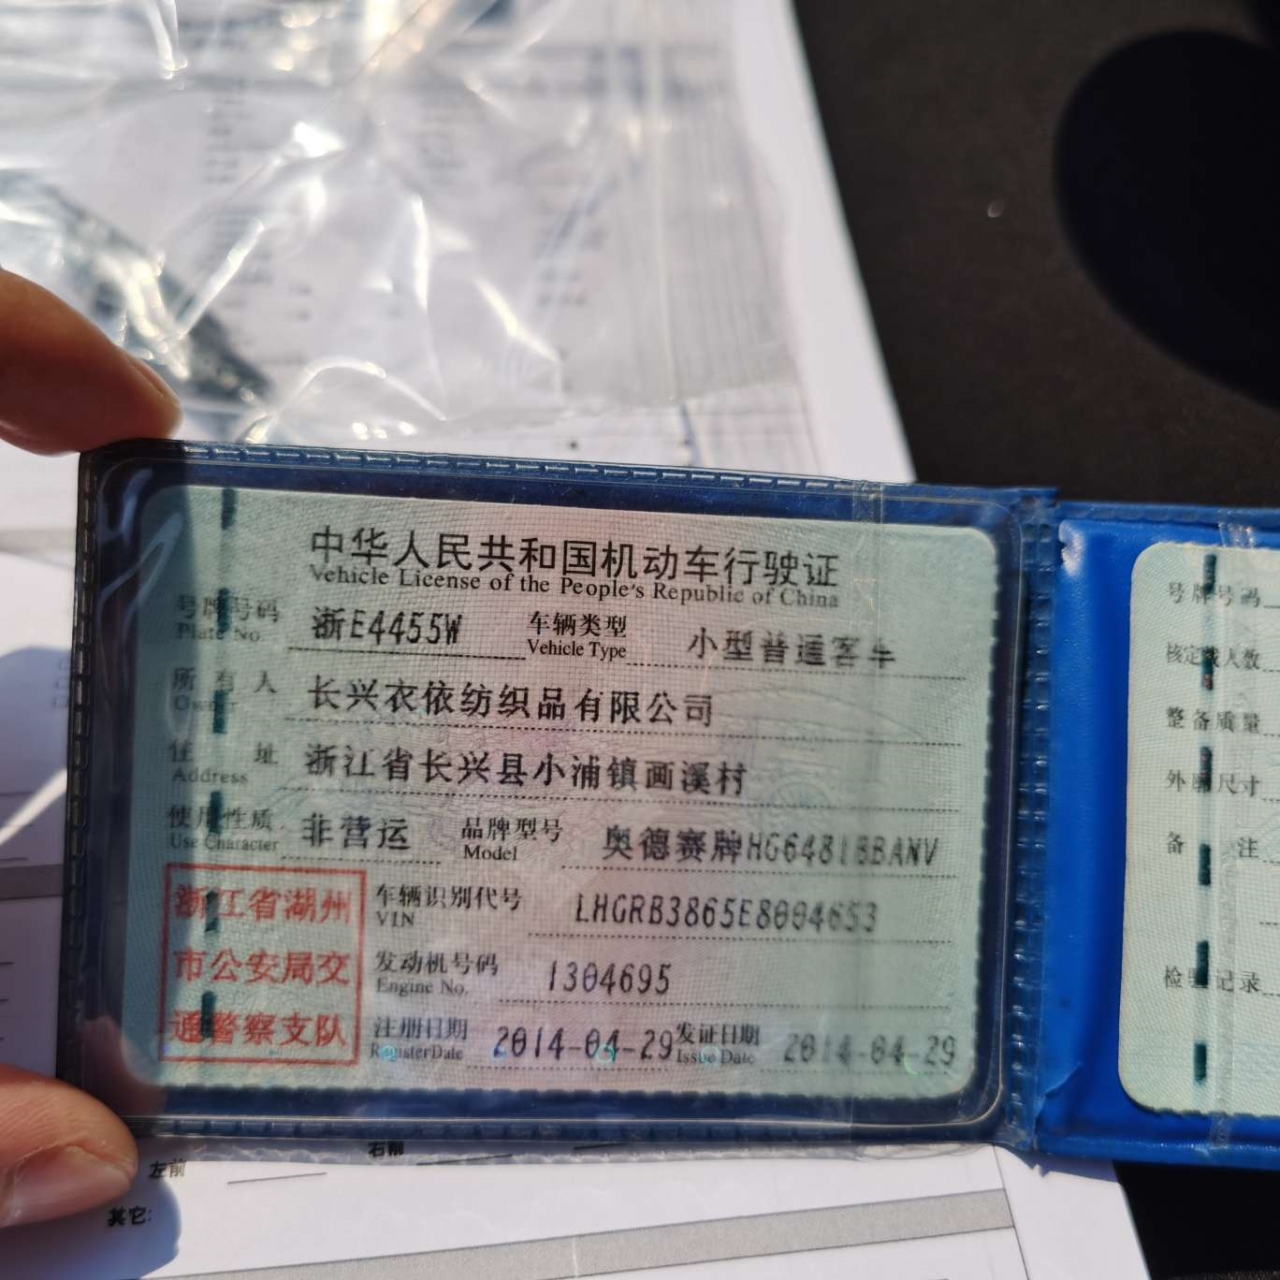 中华人民共和国机动车行驶证
Vehicle License of the People's Republic of China
号牌号码 浙E4455W 车辆类型 小型普通客车
Plate No. Vehicle Type
所有人 长兴衣依纺织品有限公司
Owner
住址 浙江省长兴县小浦镇画溪村
Address
使用性质 非营运 品牌型号 奥德赛牌HG6481BBANV
Use Character Model
浙江省湖州
市公安局交
通警察支队
车辆识别代号 LHGRB3865E8004653
VIN
发动机号码 1304695
Engine No.
注册日期 2014-04-29 发证日期 2014-04-29
Register Date Issue Date
号牌号码
核定载人数
整备质量
外廓尺寸
备注
检验记录
左前
右前
其它: